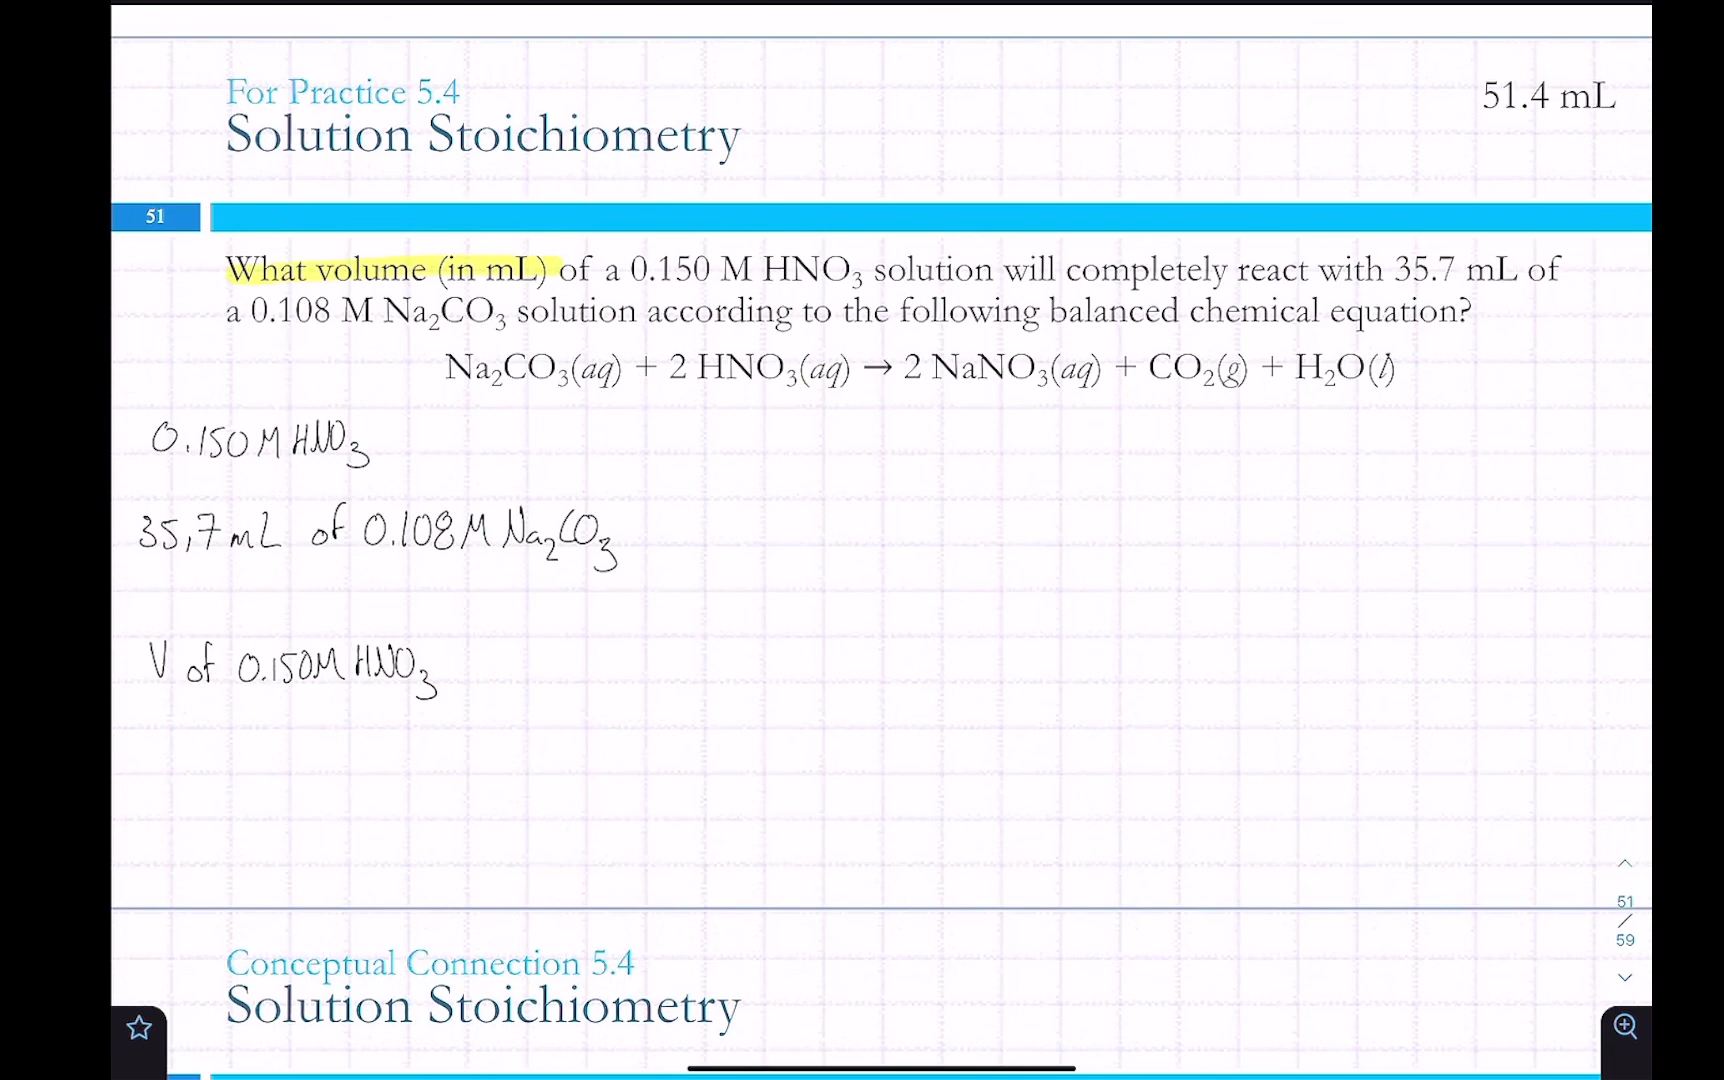 For Practice 5.4
51.4 mL
Solution Stoichiometry
51
What volume (in mL) of a 0.150 M HNO₃ solution will completely react with 35.7 mL of
a 0.108 M Na₂CO₃ solution according to the following balanced chemical equation?
Na₂CO₃(aq) + 2 HNO₃(aq) → 2 NaNO₃(aq) + CO₂(g) + H₂O(l)
0.150 M HNO₃
35,7 mL of 0.108 M Na₂CO₃
V of 0.150 M HNO₃
51
/
59
Conceptual Connection 5.4
Solution Stoichiometry